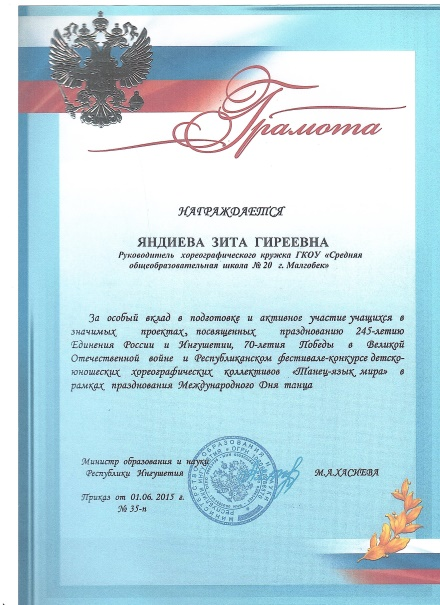 Грамота
НАГРАЖДАЕТСЯ
ЯНДИЕВА ЗИТА ГИРЕЕВНА
Руководитель хореографического кружка ГКОУ «Средняя
общеобразовательная школа № 20 г. Малгобек»
За особый вклад в подготовке и активное участие учащихся в
значимых проектах, посвященных празднованию 245-летию
Единения России и Ингушетии, 70-летия Победы в Великой
Отечественной войне и Республиканском фестивале-конкурсе детско-
юношеских хореографических коллективов «Танец-язык мира» в
рамках празднования Международного Дня танца
Министр образования и науки
Республики Ингушетия М.А.ХАСИЕВА
Приказ от 01.06. 2015 г.
№ 35-п